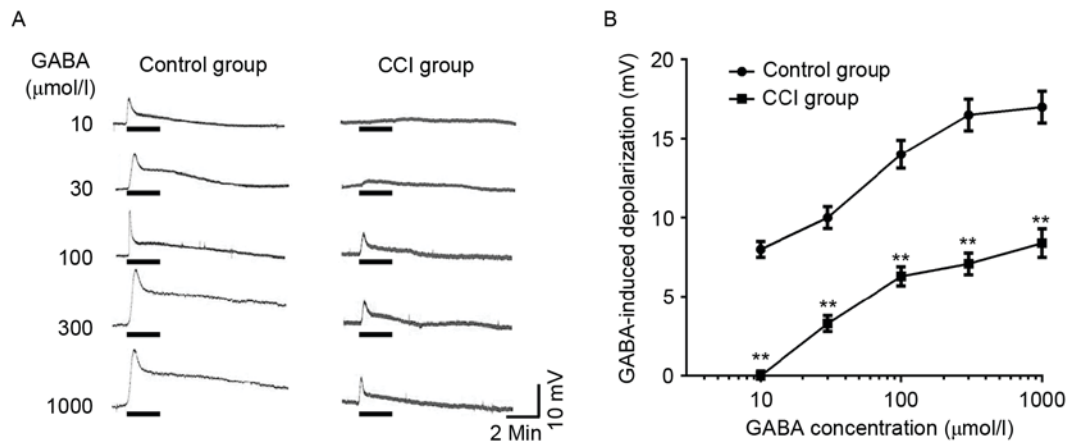 A
GABA
(μmol/l)
Control group
CCI group
10
30
100
300
1000
2 Min
10 mV
B
GABA-induced depolarization (mV)
20
15
10
5
0
Control group
CCI group
**
**
**
**
**
10
100
1000
GABA concentration (μmol/l)